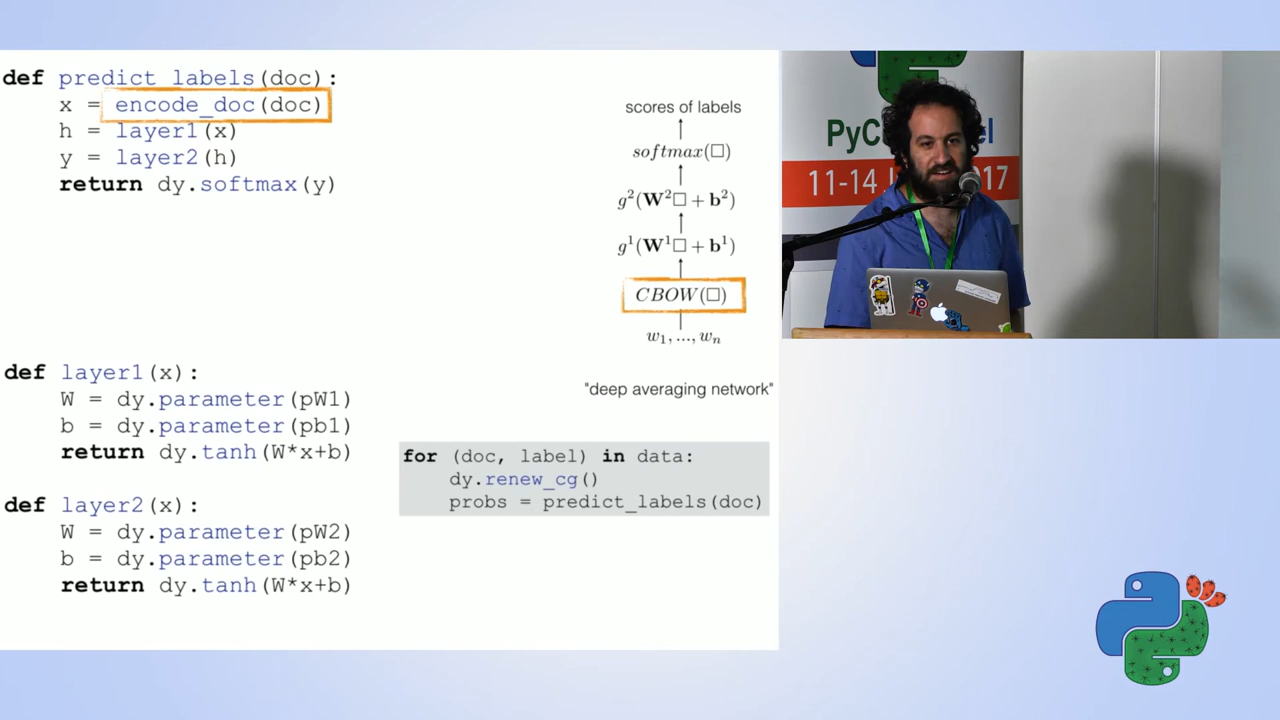 def predict_labels(doc):
x = encode_doc(doc)
h = layer1(x)
y = layer2(h)
return dy.softmax(y)
def layer1(x):
W = dy.parameter(pW1)
b = dy.parameter(pb1)
return dy.tanh(W*x+b)
def layer2(x):
W = dy.parameter(pW2)
b = dy.parameter(pb2)
return dy.tanh(W*x+b)
scores of labels
softmax(□)
g²(W²□ + b²)
g¹(W¹□ + b¹)
CBOW(□)
w₁, ..., wₙ
"deep averaging network"
for (doc, label) in data:
dy.renew_cg()
probs = predict_labels(doc)
11-14
17